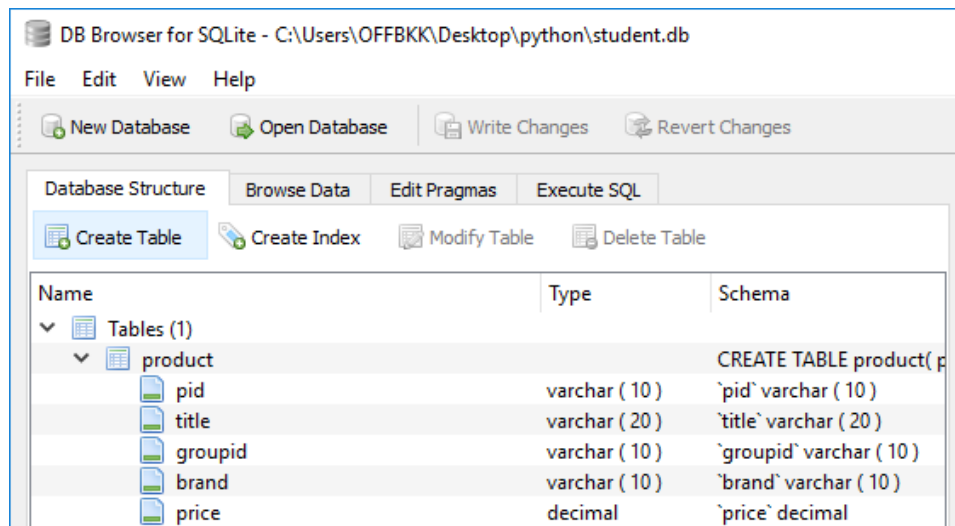 DB Browser for SQLite - C:\Users\OFFBKK\Desktop\python\student.db
File Edit View Help
New Database Open Database Write Changes Revert Changes
Database Structure Browse Data Edit Pragmas Execute SQL
Create Table Create Index Modify Table Delete Table
Name Type Schema
Tables (1)
product CREATE TABLE product( p
pid varchar ( 10 ) `pid` varchar ( 10 )
title varchar ( 20 ) `title` varchar ( 20 )
groupid varchar ( 10 ) `groupid` varchar ( 10 )
brand varchar ( 10 ) `brand` varchar ( 10 )
price decimal `price` decimal